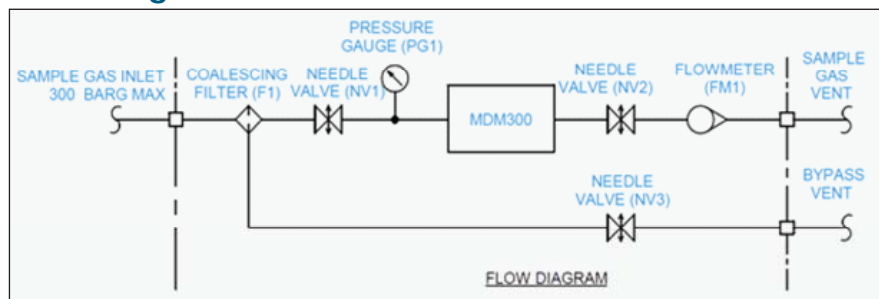 PRESSURE
GAUGE (PG1)
SAMPLE GAS INLET
300 BARG MAX
COALESCING
FILTER (F1)
NEEDLE
VALVE (NV1)
MDM300
NEEDLE
VALVE (NV2)
FLOWMETER
(FM1)
SAMPLE
GAS
VENT
NEEDLE
VALVE (NV3)
BYPASS
VENT
FLOW DIAGRAM